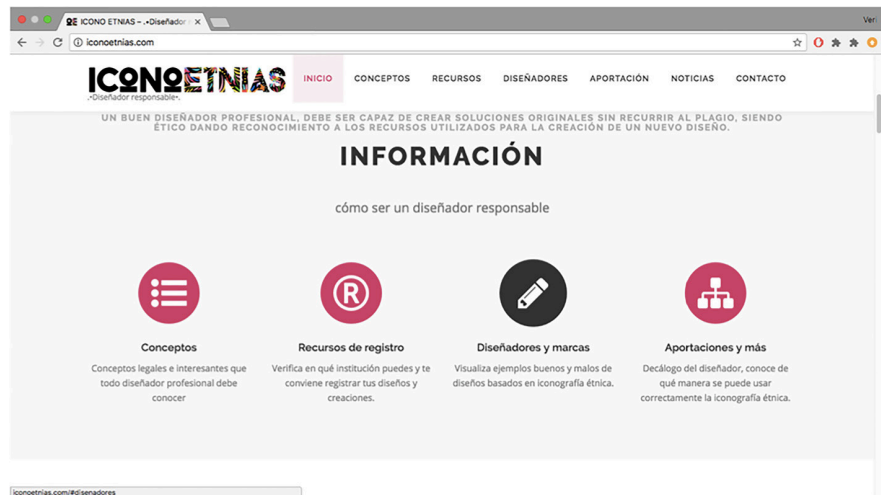 ICONO ETNIAS – .•Diseñador
Veri
iconoetnias.com
ICONOETNIAS
.•Diseñador responsable•.
INICIO
CONCEPTOS
RECURSOS
DISEÑADORES
APORTACIÓN
NOTICIAS
CONTACTO
UN BUEN DISEÑADOR PROFESIONAL, DEBE SER CAPAZ DE CREAR SOLUCIONES ORIGINALES SIN RECURRIR AL PLAGIO, SIENDO
ÉTICO DANDO RECONOCIMIENTO A LOS RECURSOS UTILIZADOS PARA LA CREACIÓN DE UN NUEVO DISEÑO.
INFORMACIÓN
cómo ser un diseñador responsable
Conceptos
Conceptos legales e interesantes que
todo diseñador profesional debe
conocer
®
Recursos de registro
Verifica en qué institución puedes y te
conviene registrar tus diseños y
creaciones.
Diseñadores y marcas
Visualiza ejemplos buenos y malos de
diseños basados en iconografía étnica.
Aportaciones y más
Decálogo del diseñador, conoce de
qué manera se puede usar
correctamente la iconografía étnica.
iconoetnias.com/#disenadores